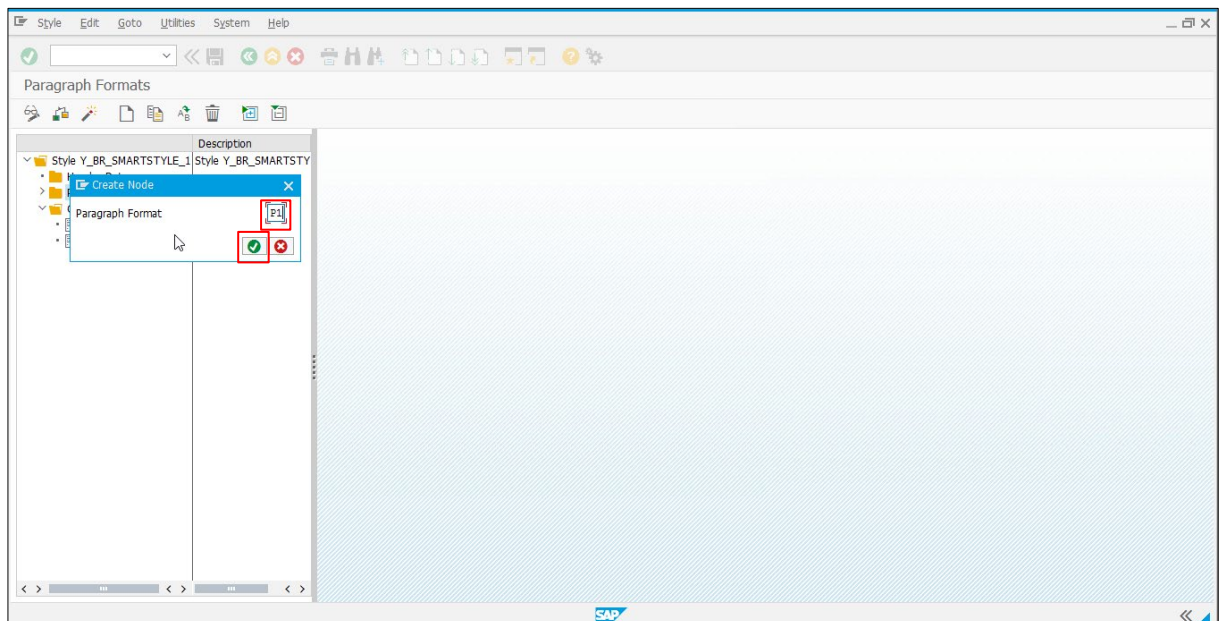 Style Edit Goto Utilities System Help
Paragraph Formats
Description
Style Y_BR_SMARTSTYLE_1 Style Y_BR_SMARTSTY
Create Node
Paragraph Format P1
SAP